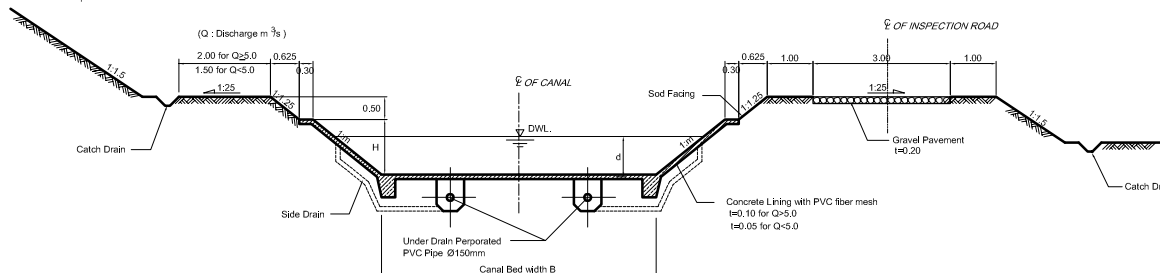 (Q : Discharge m³/s )
2.00 for Q>5.0
1.50 for Q<5.0
0.625
0.30
1:1.5
1:25
1:1.25
0.50
H
1:m
Catch Drain
Side Drain
℄ OF CANAL
DWL.
d
Under Drain Perporated
PVC Pipe Ø150mm
Canal Bed width B
1:m
0.30
0.625
1.00
3.00
1.00
℄ OF INSPECTION ROAD
Sod Facing
1:1.25
1:25
Gravel Pavement
t=0.20
Concrete Lining with PVC fiber mesh
t=0.10 for Q>5.0
t=0.05 for Q<5.0
1:1.5
Catch Dr